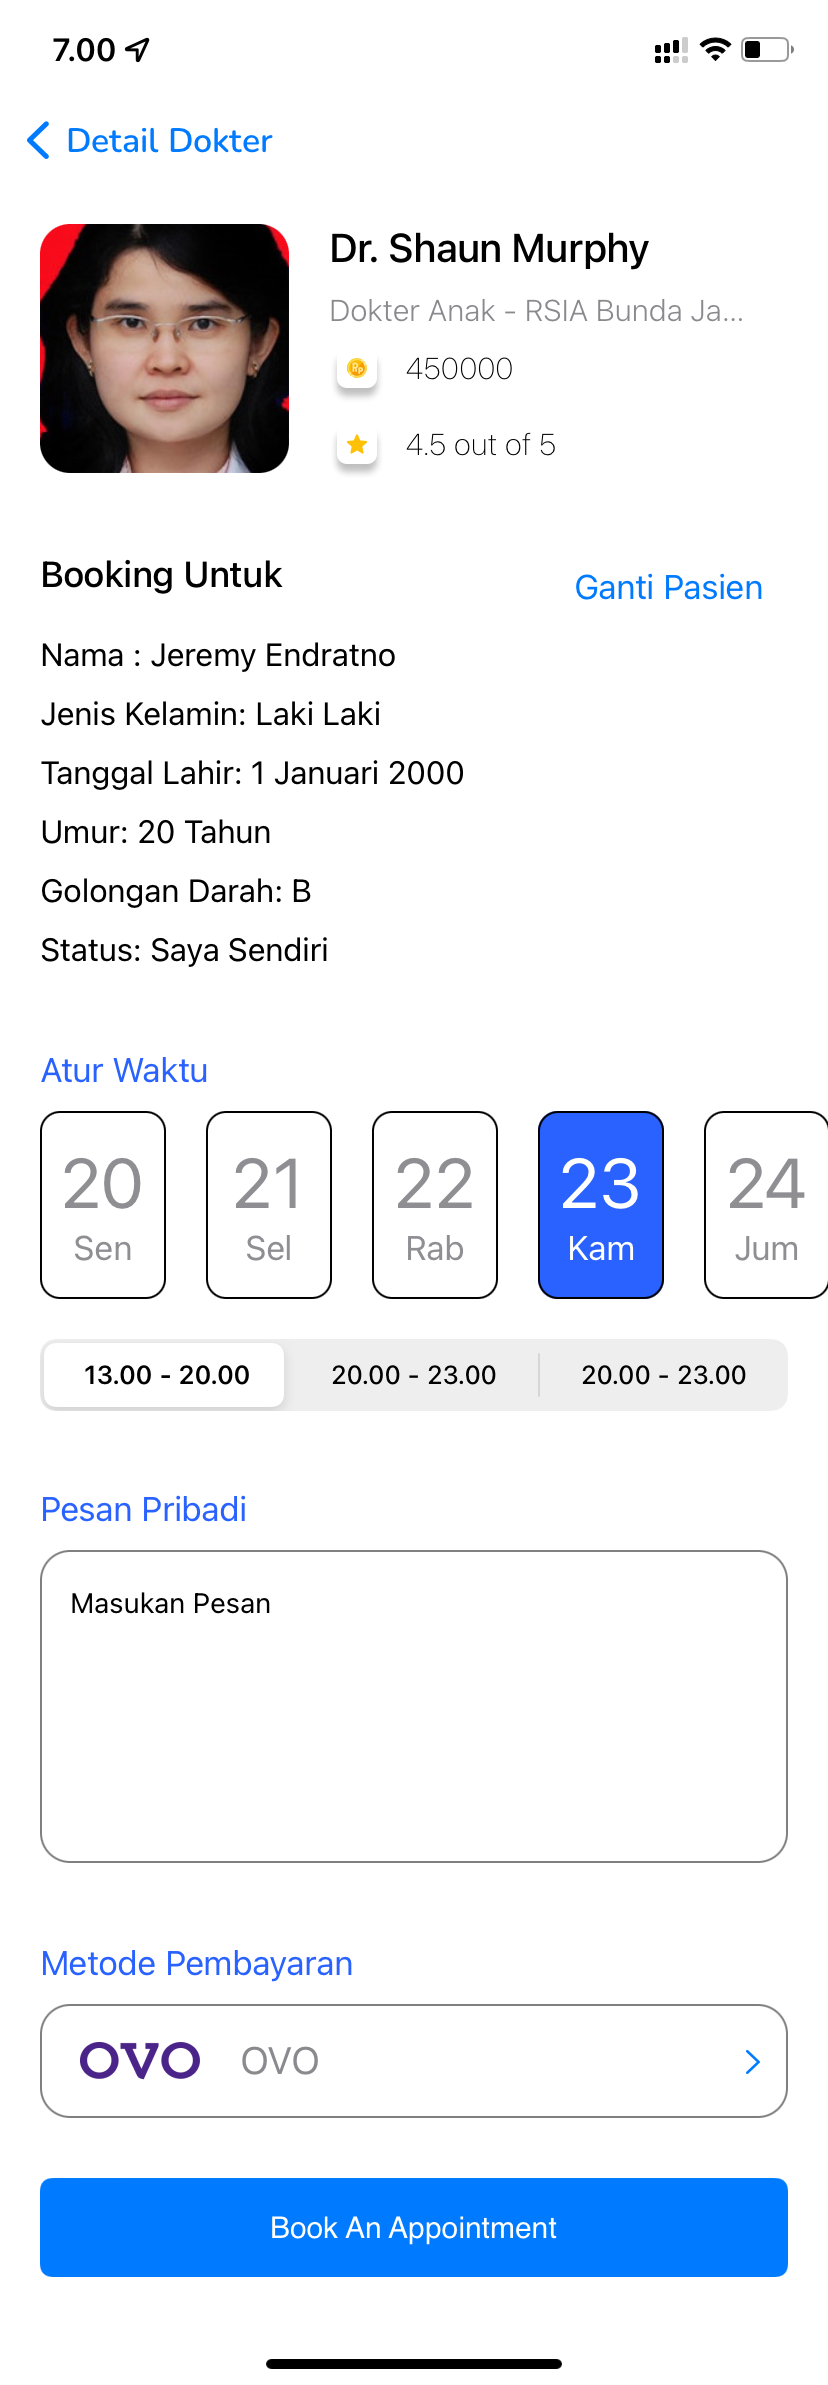 7.00
Detail Dokter
Dr. Shaun Murphy
Dokter Anak - RSIA Bunda Ja...
Rp 450000
4.5 out of 5
Booking Untuk
Ganti Pasien
Nama : Jeremy Endratno
Jenis Kelamin: Laki Laki
Tanggal Lahir: 1 Januari 2000
Umur: 20 Tahun
Golongan Darah: B
Status: Saya Sendiri
Atur Waktu
20 21 22 23 24
Sen Sel Rab Kam Jum
13.00 - 20.00 20.00 - 23.00 20.00 - 23.00
Pesan Pribadi
Masukan Pesan
Metode Pembayaran
OVO OVO
Book An Appointment